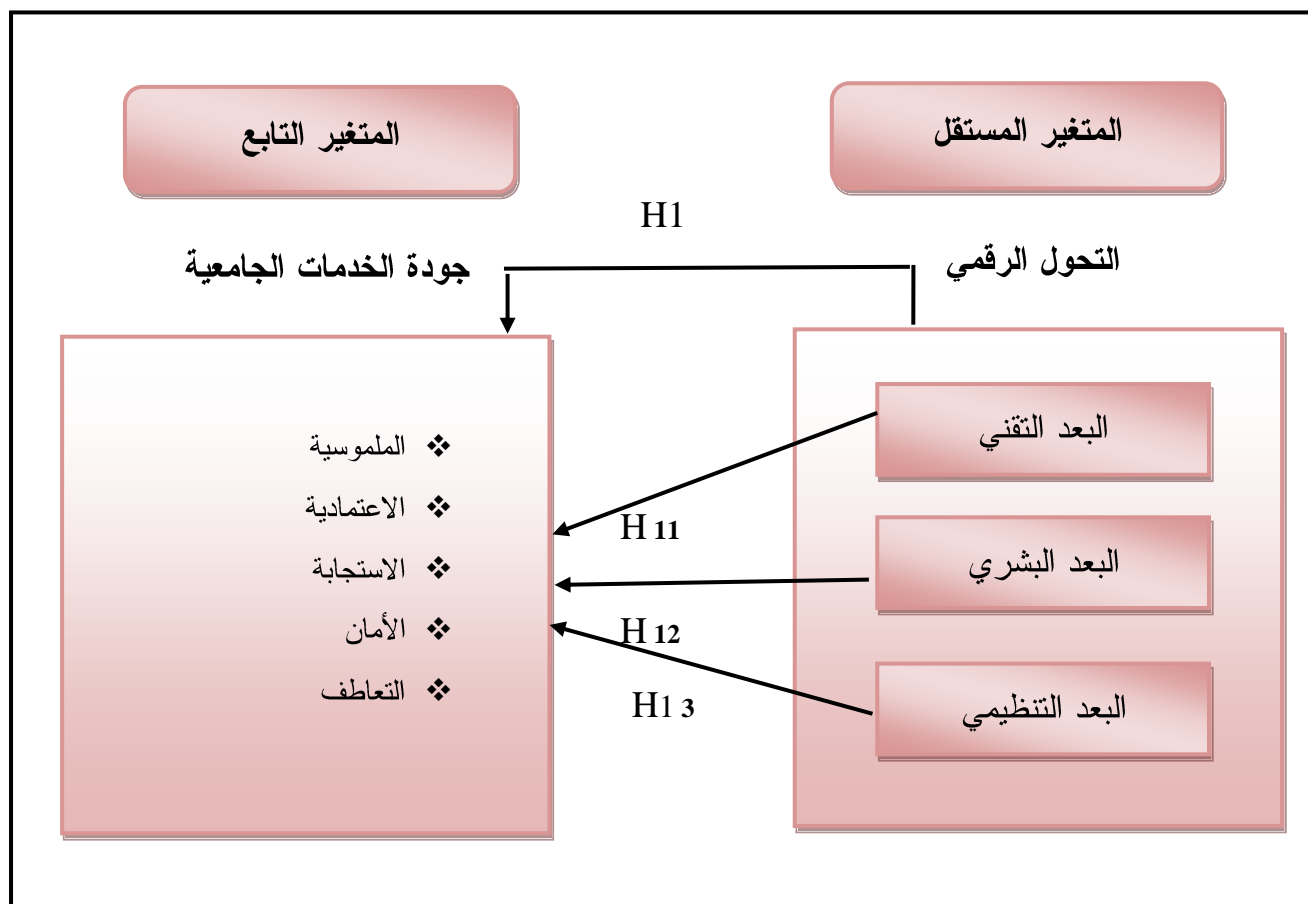 المتغير المستقل
المتغير التابع
H1
التحول الرقمي
جودة الخدمات الجامعية
البعد التقني
البعد البشري
البعد التنظيمي
H 11
H 12
H1 3
❖ الملموسية
❖ الاعتمادية
❖ الاستجابة
❖ الأمان
❖ التعاطف